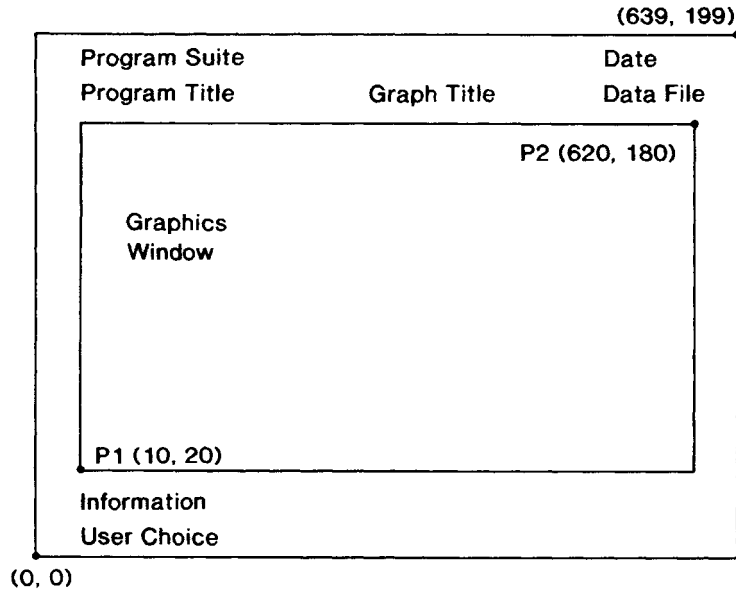 (639, 199)
Program Suite Date
Program Title Graph Title Data File
P2 (620, 180)
Graphics
Window
P1 (10, 20)
Information
User Choice
(0, 0)